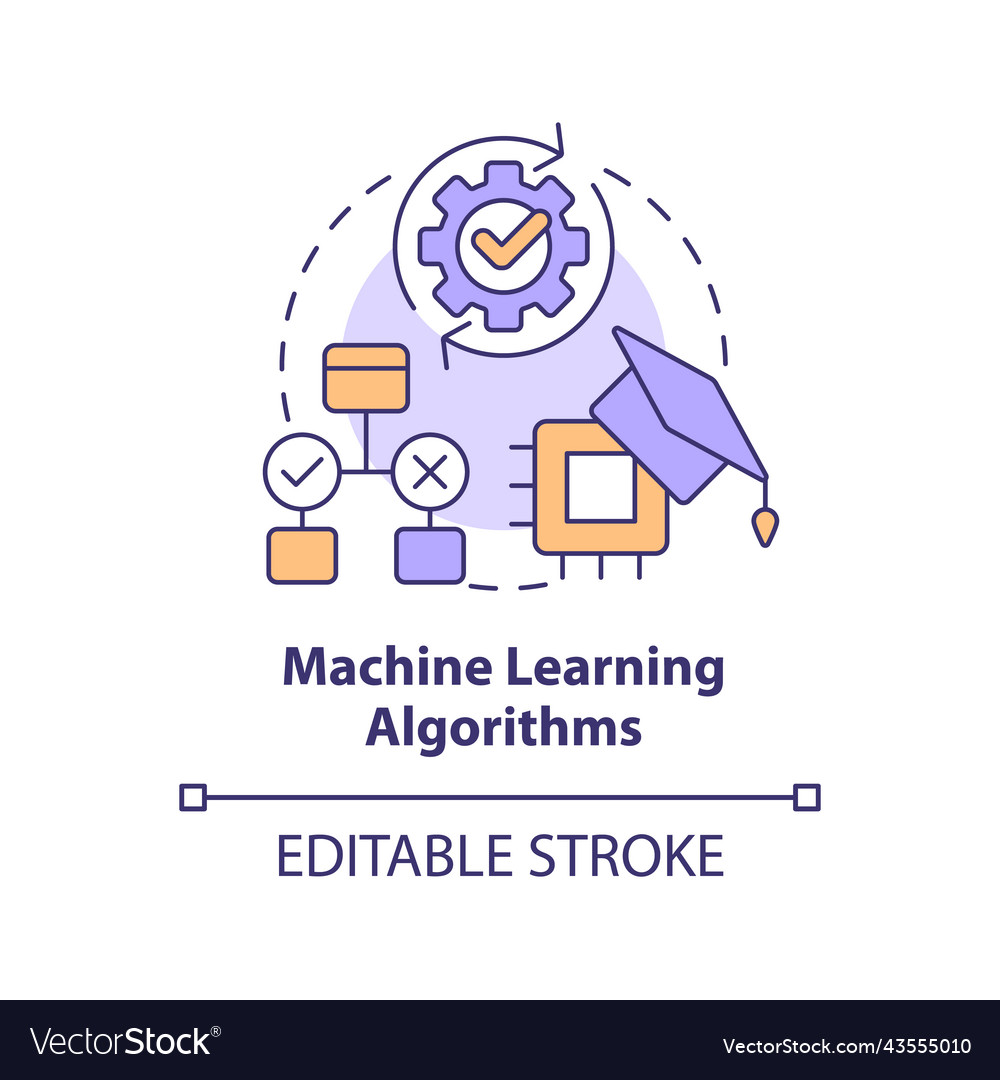 Machine Learning
Algorithms
EDITABLE STROKE
VectorStock®
VectorStock.com/43555010